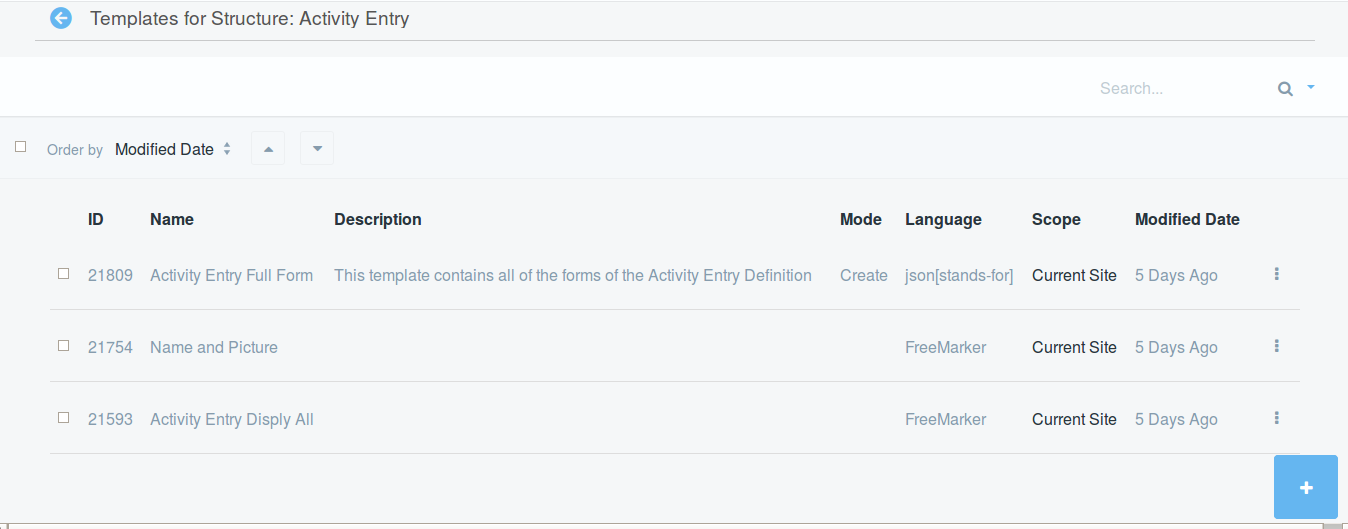 Templates for Structure: Activity Entry
Search...
Order by Modified Date
ID Name Description Mode Language Scope Modified Date
21809 Activity Entry Full Form This template contains all of the forms of the Activity Entry Definition Create json[stands-for] Current Site 5 Days Ago
21754 Name and Picture FreeMarker Current Site 5 Days Ago
21593 Activity Entry Disply All FreeMarker Current Site 5 Days Ago